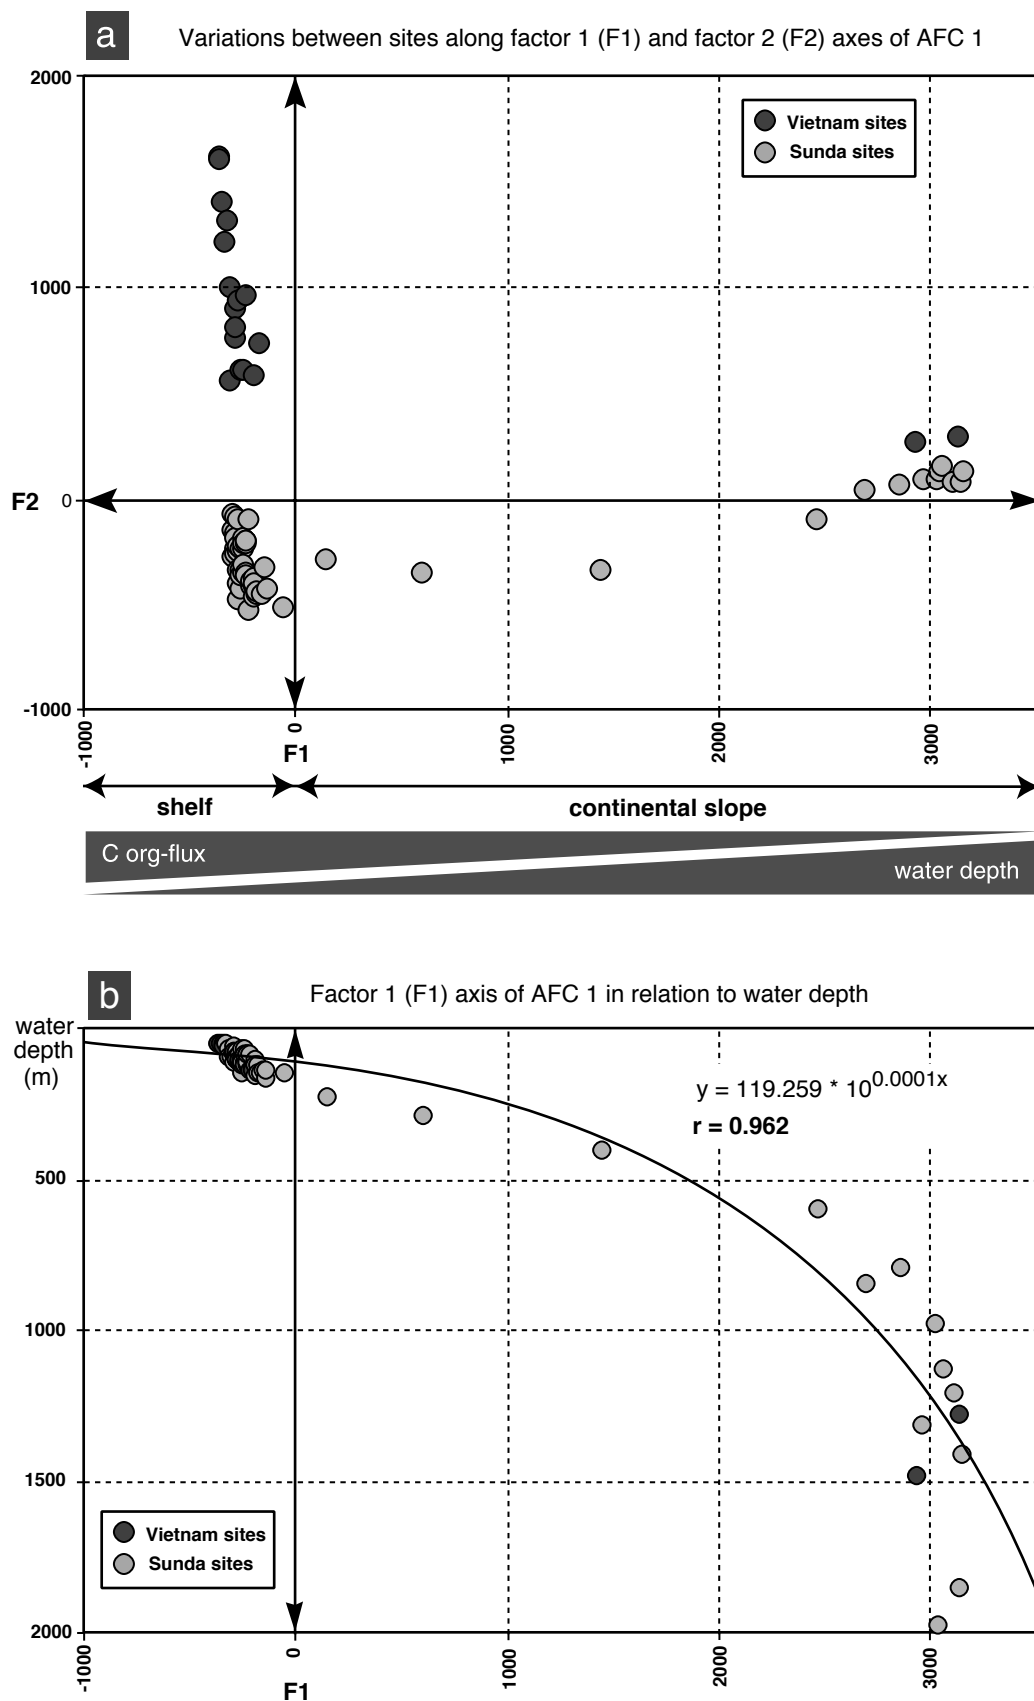 a
Variations between sites along factor 1 (F1) and factor 2 (F2) axes of AFC 1
2000
Vietnam sites
Sunda sites
1000
F2
0
-1000
-1000
0
1000
2000
3000
F1
shelf
continental slope
C org-flux
water depth
b
Factor 1 (F1) axis of AFC 1 in relation to water depth
water
depth
(m)
y = 119.259 * 10^0.0001x
r = 0.962
500
1000
1500
Vietnam sites
Sunda sites
2000
-1000
0
1000
2000
3000
F1